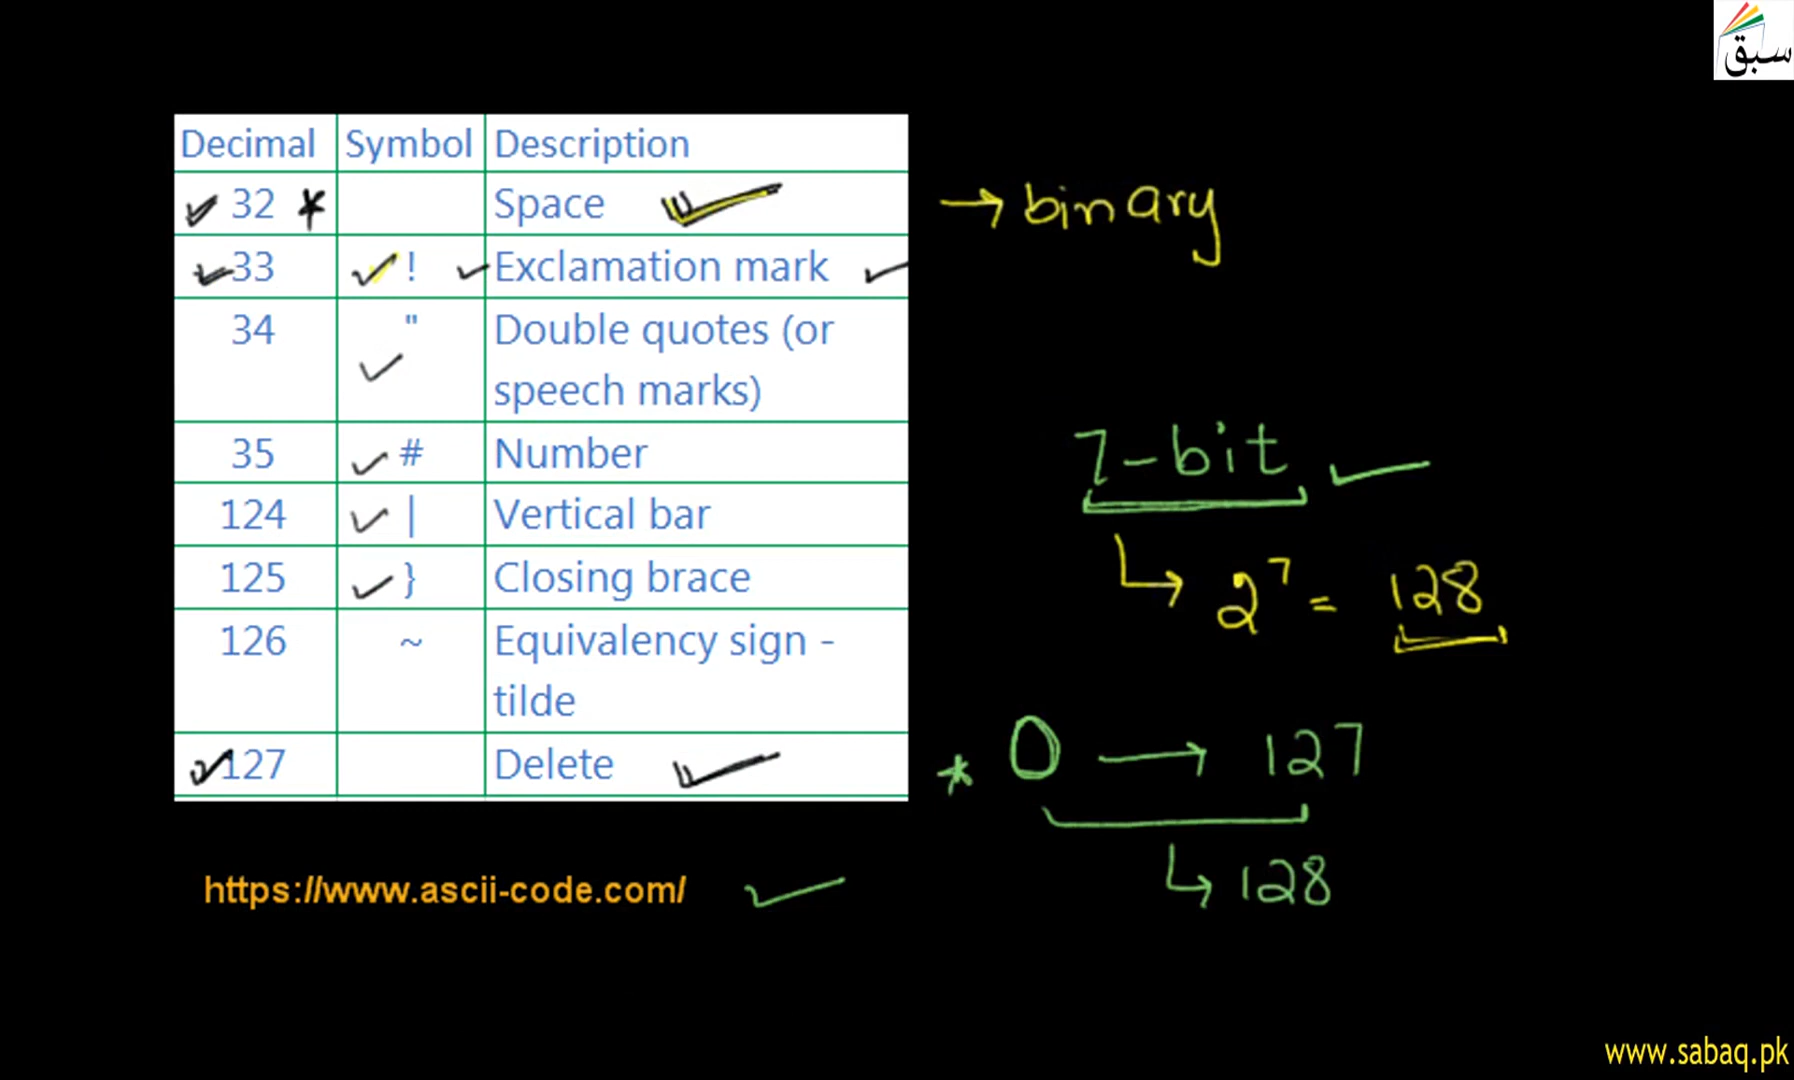 سبق
Decimal Symbol Description
32 * Space
→ binary
33 ! Exclamation mark
34 " Double quotes (or
speech marks)
35 # Number
124 | Vertical bar
125 } Closing brace
126 ~ Equivalency sign -
tilde
127 Delete
7-bit
↳ 2⁷ = 128
* 0 → 127
↳ 128
https://www.ascii-code.com/
www.sabaq.pk